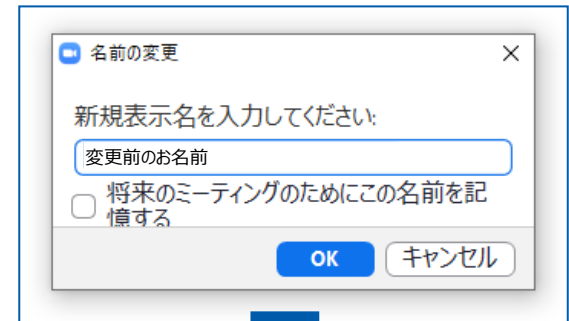 名前の変更
新規表示名を入力してください:
変更前のお名前
将来のミーティングのためにこの名前を記
憶する
OK キャンセル